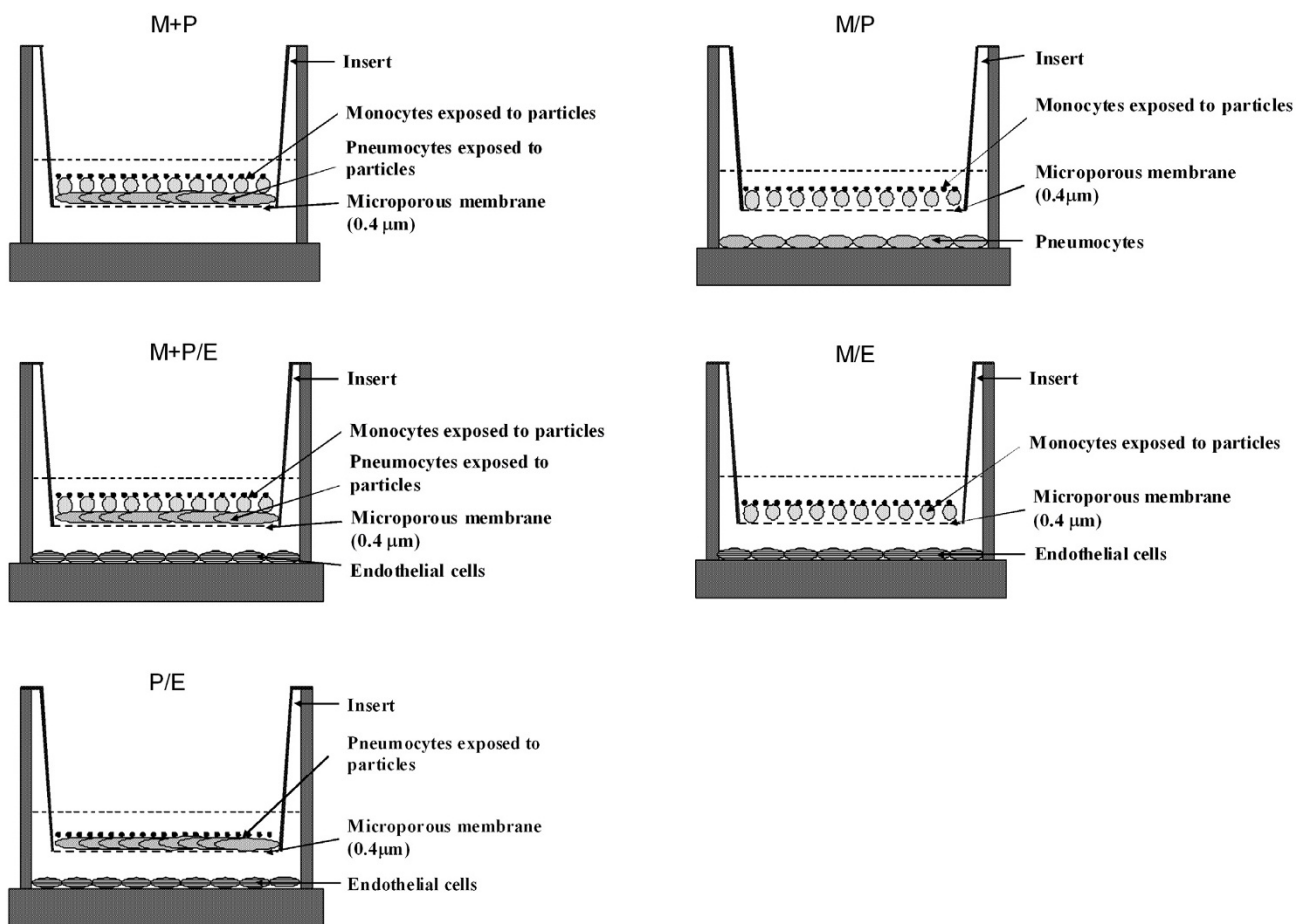 M+P
Insert
Monocytes exposed to particles
Pneumocytes exposed to
particles
Microporous membrane
(0.4 μm)
M/P
Insert
Monocytes exposed to particles
Microporous membrane
(0.4μm)
Pneumocytes
M+P/E
Insert
Monocytes exposed to particles
Pneumocytes exposed to
particles
Microporous membrane
(0.4 μm)
Endothelial cells
M/E
Insert
Monocytes exposed to particles
Microporous membrane
(0.4 μm)
Endothelial cells
P/E
Insert
Pneumocytes exposed to
particles
Microporous membrane
(0.4μm)
Endothelial cells